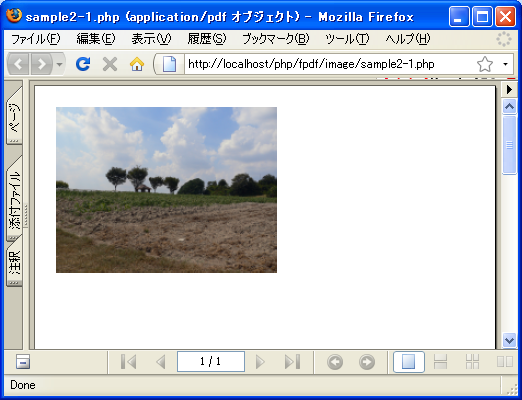 sample2-1.php (application/pdf オブジェクト) - Mozilla Firefox
ファイル(F) 編集(E) 表示(V) 履歴(S) ブックマーク(B) ツール(T) ヘルプ(H)
http://localhost/php/fpdf/image/sample2-1.php
ページ
添付ファイル
注釈
1 / 1
Done